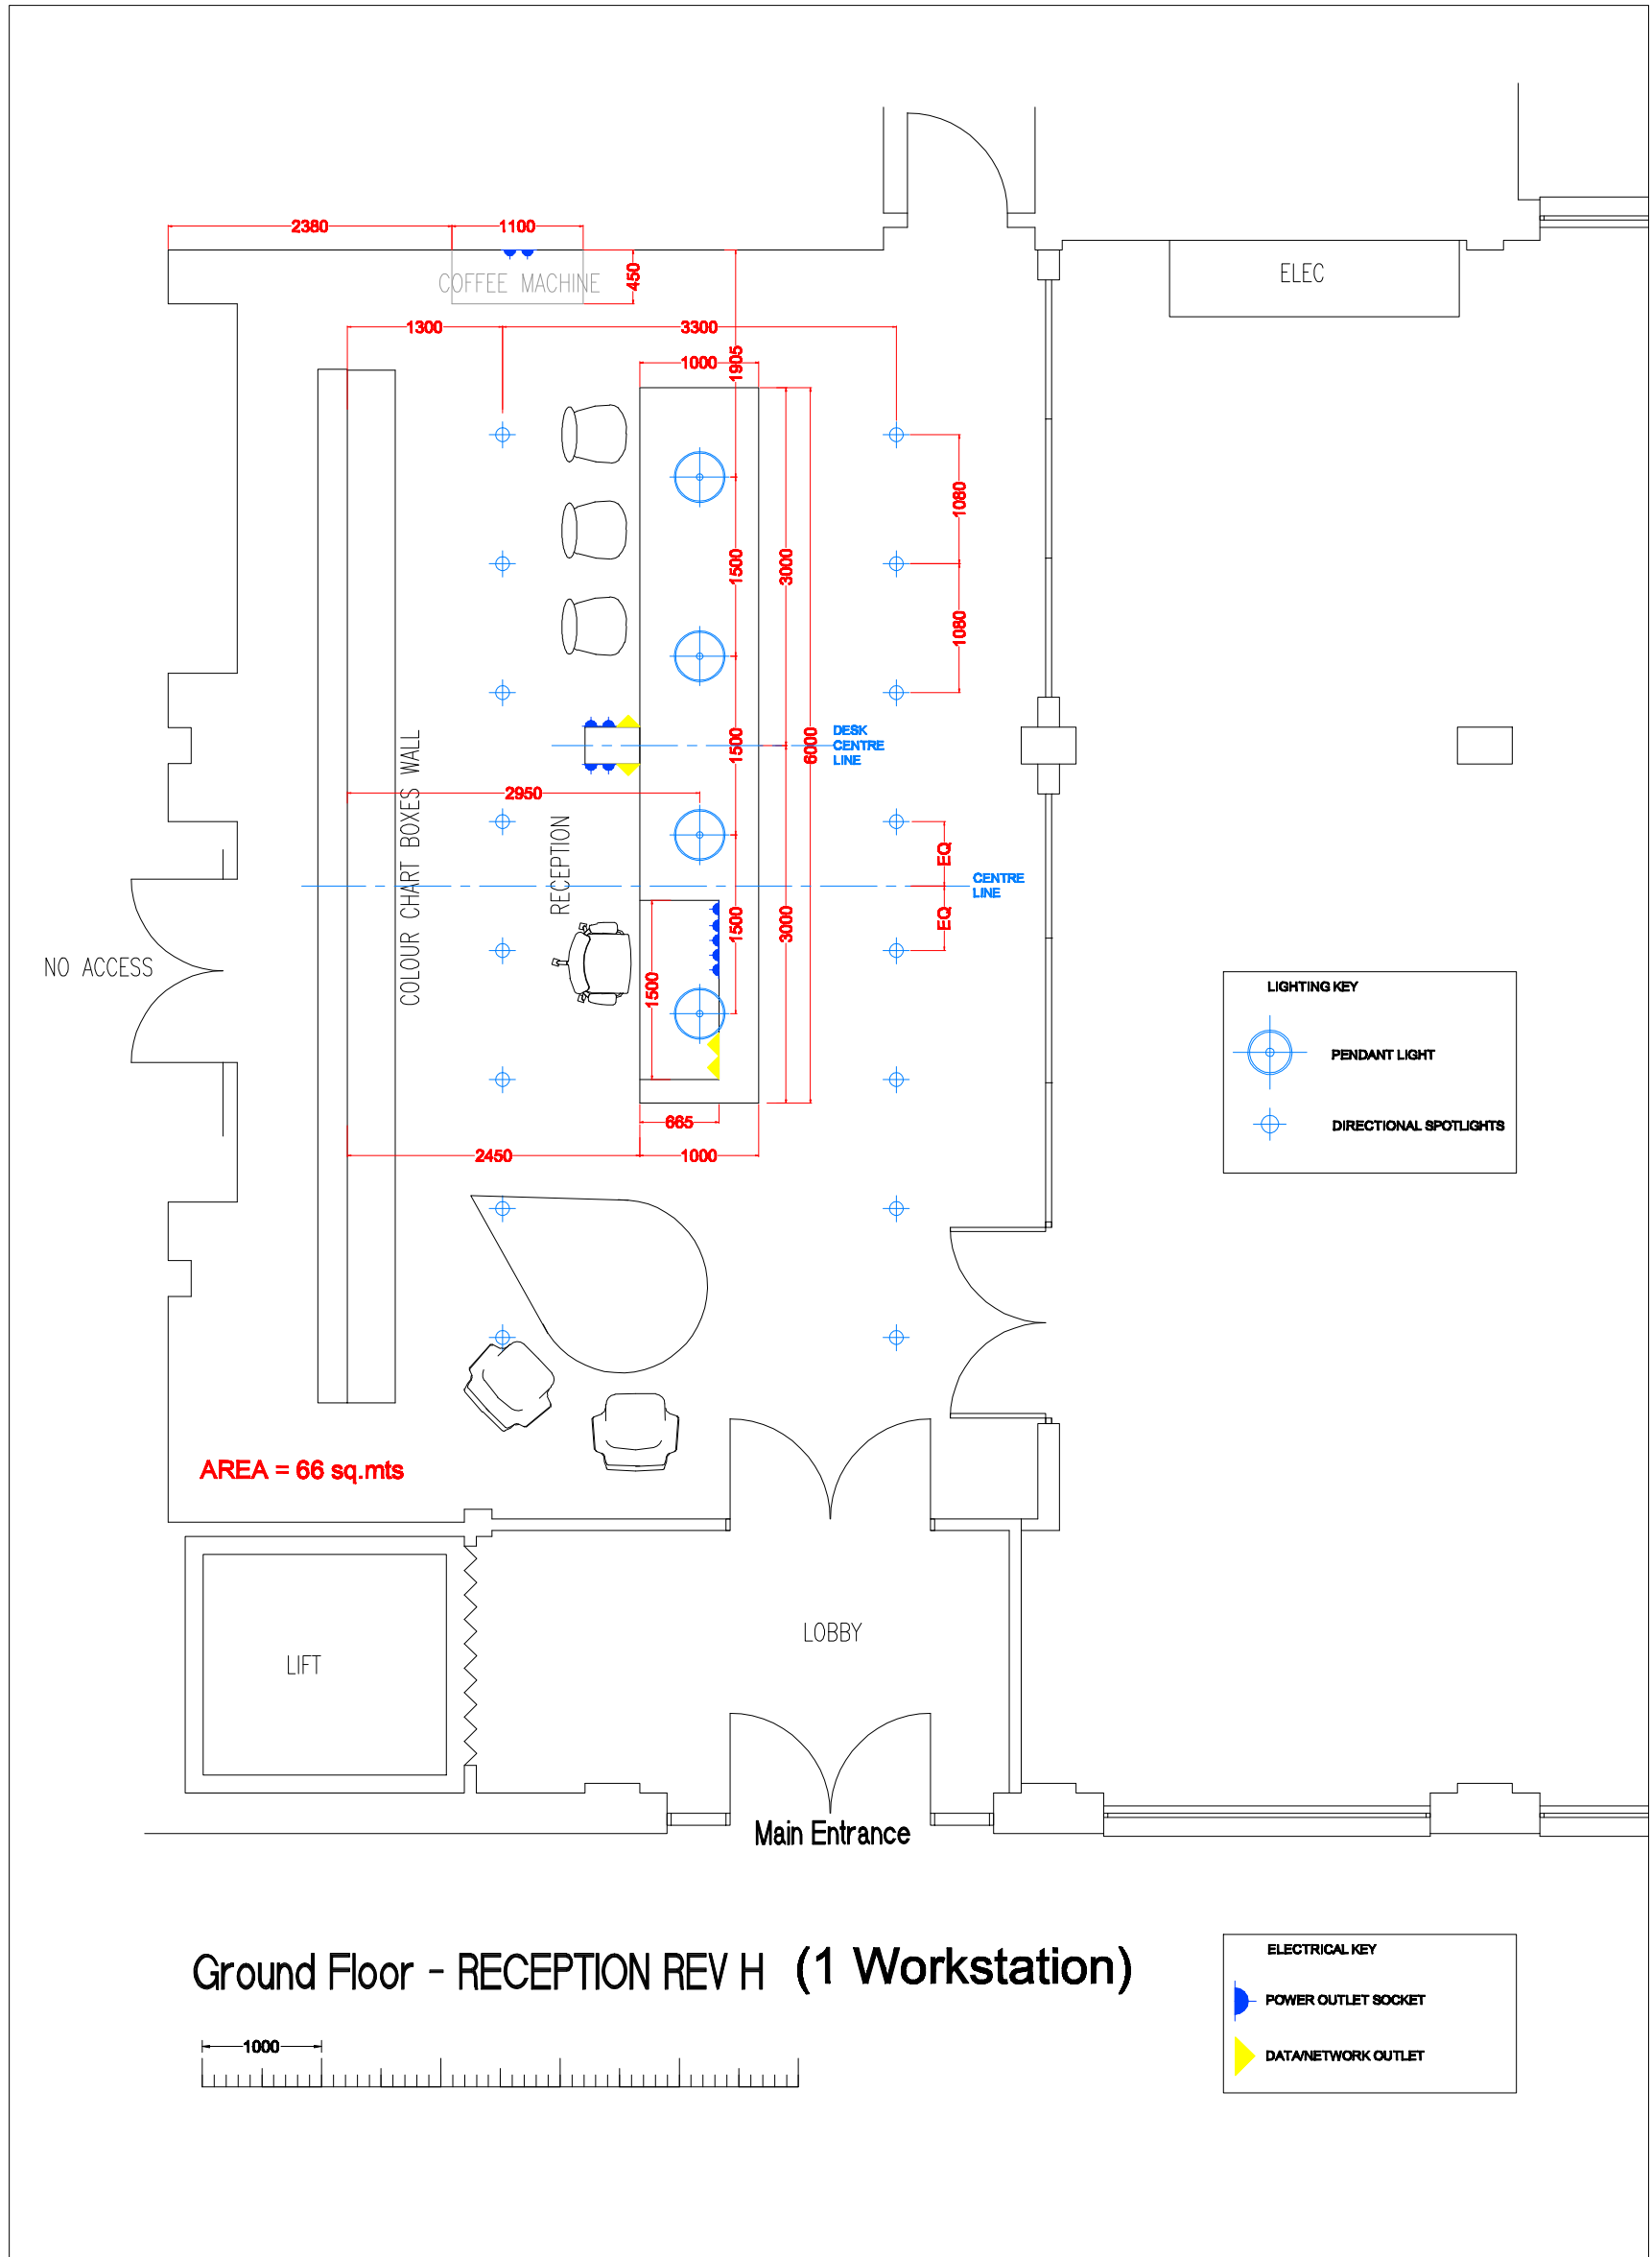 2380
1100
450
COFFEE MACHINE
ELEC
1300
3300
1905
1000
1080
1500
3000
1080
DESK
CENTRE
LINE
1500
6000
COLOUR CHART BOXES WALL
2950
RECEPTION
EQ
CENTRE
LINE
EQ
1500
3000
1500
NO ACCESS
LIGHTING KEY
PENDANT LIGHT
DIRECTIONAL SPOTLIGHTS
665
2450
1000
AREA = 66 sq.mts
LOBBY
LIFT
Main Entrance
Ground Floor - RECEPTION REV H (1 Workstation)
1000
ELECTRICAL KEY
POWER OUTLET SOCKET
DATA/NETWORK OUTLET